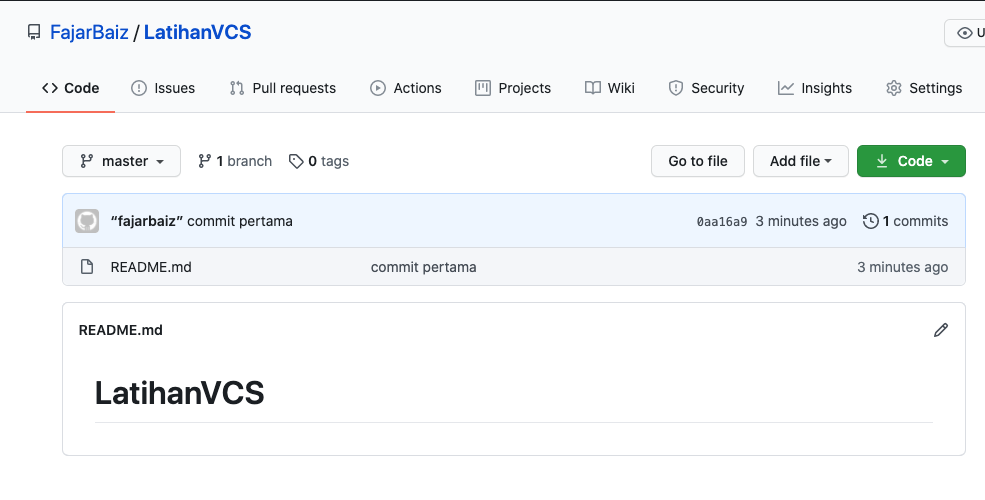 FajarBaiz / LatihanVCS
Code Issues Pull requests Actions Projects Wiki Security Insights Settings
master 1 branch 0 tags Go to file Add file Code
“fajarbaiz” commit pertama 0aa16a9 3 minutes ago 1 commits
README.md commit pertama 3 minutes ago
README.md
LatihanVCS